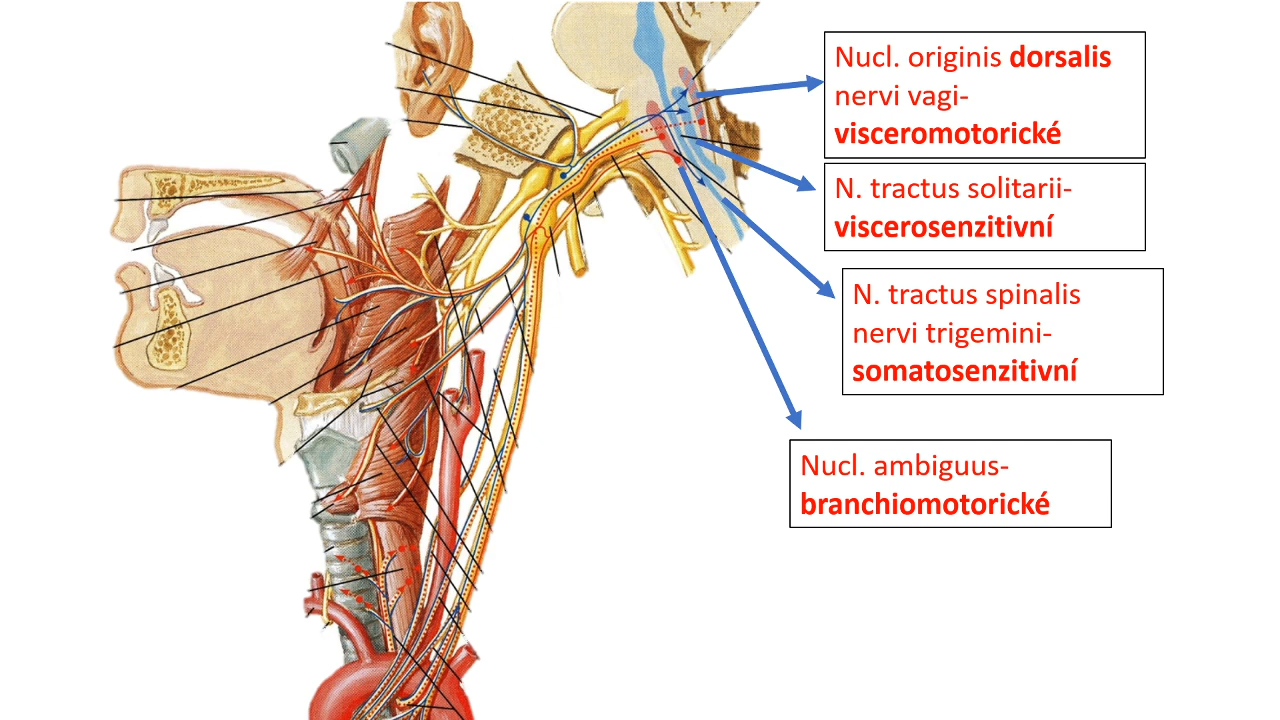 Nucl. originis dorsalis
nervi vagi-
visceromotorické
N. tractus solitarii-
viscerosenzitivní
N. tractus spinalis
nervi trigemini-
somatosenzitivní
Nucl. ambiguus-
branchiomotorické